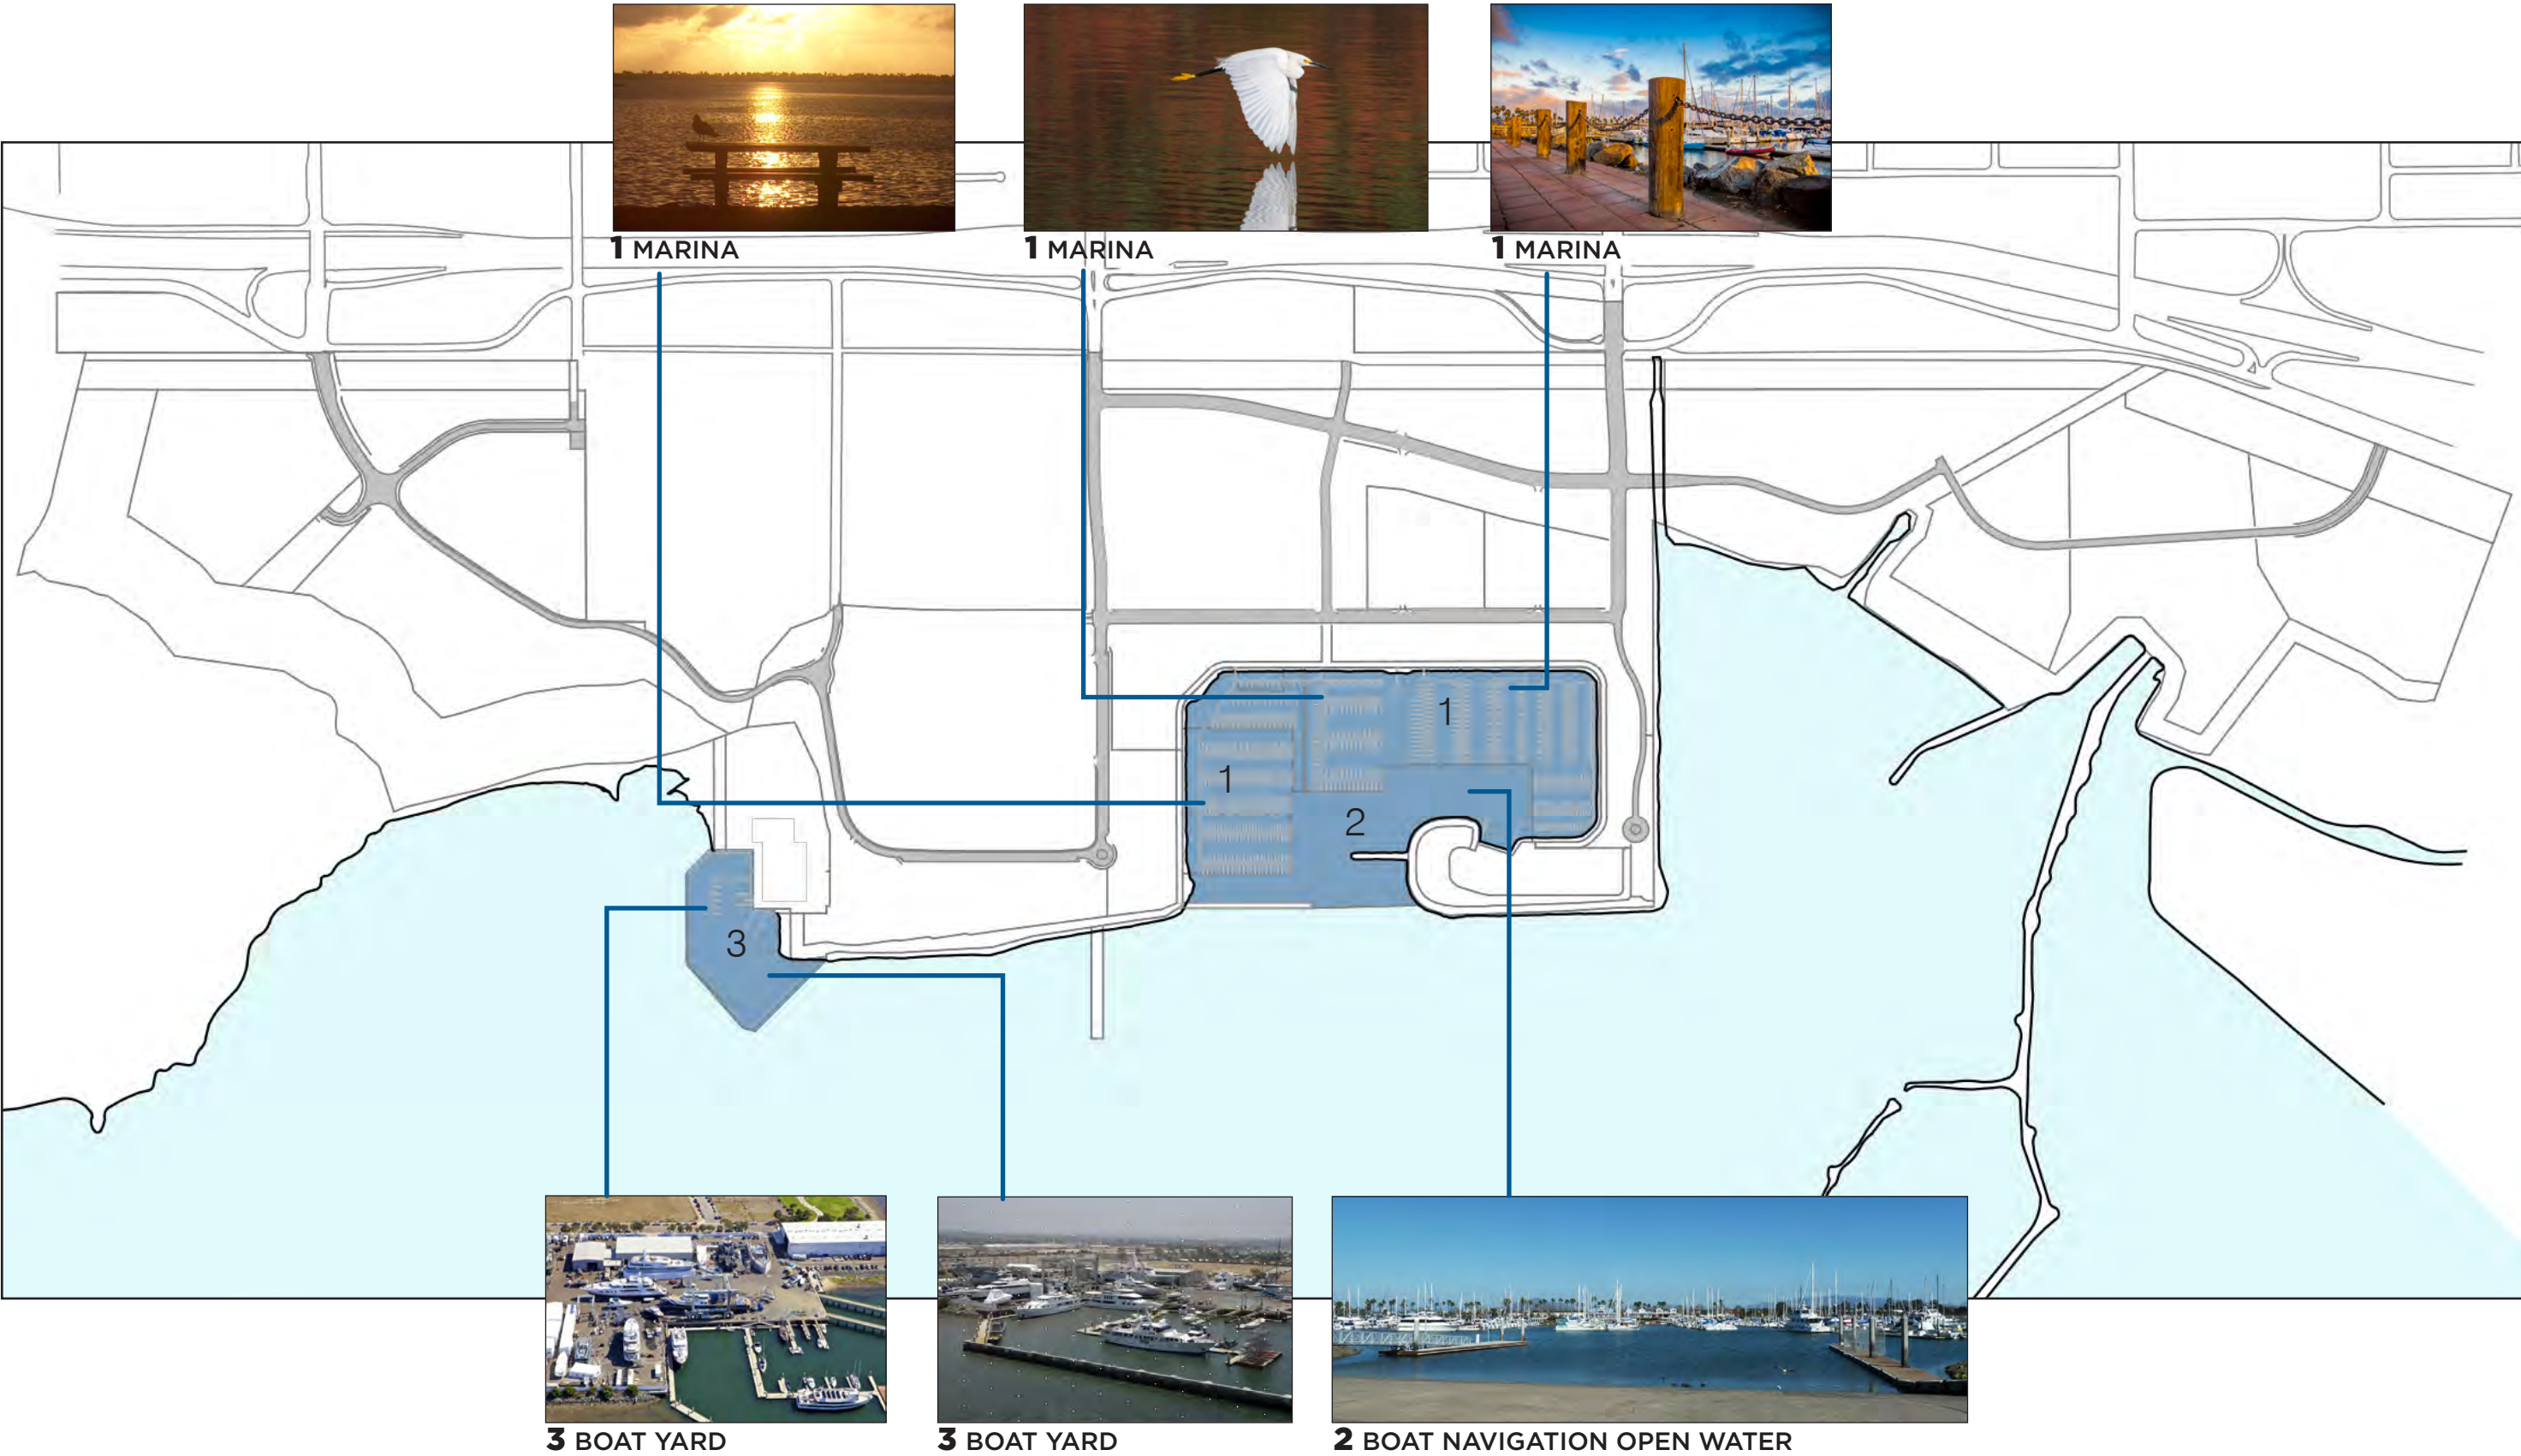 1 MARINA
1 MARINA
1 MARINA
1
1
2
3
3 BOAT YARD
3 BOAT YARD
2 BOAT NAVIGATION OPEN WATER